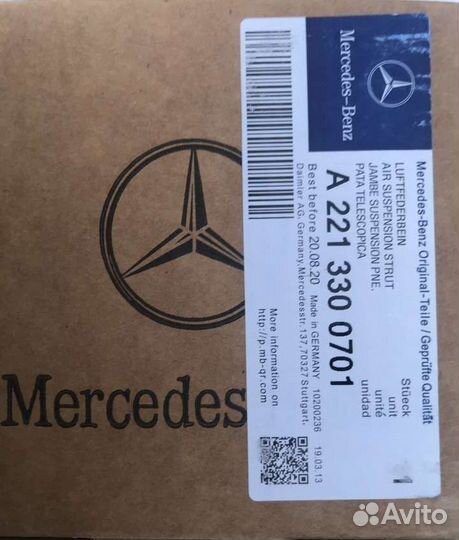 Mercedes-Benz
Mercedes-Benz Original-Teile / Geprüfte Qualität
LUFTFEDERBEIN
AIR SUSPENSION STRUT
JAMBE SUSPENSION PNE.
PATA TELESCOPICA
Stüeck
unit
unité
unidad
1
A 221 330 0701
Best before 20.08.20 Made in GERMANY 10200236 19.03.13
Daimler AG. Germany,Mercedesstr.137,70327 Stuttgart.
More information on
http://p.mb-qr.com
Mercedes
Avito